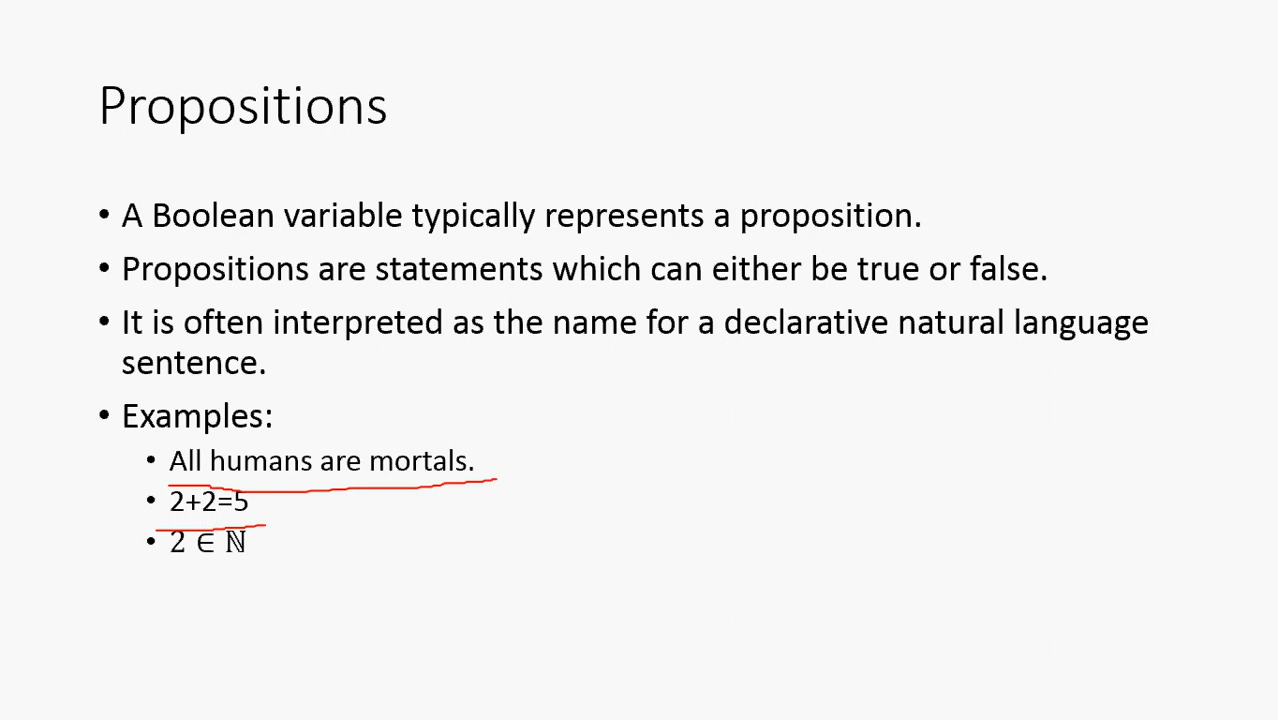 Propositions
• A Boolean variable typically represents a proposition.
• Propositions are statements which can either be true or false.
• It is often interpreted as the name for a declarative natural language
sentence.
• Examples:
• All humans are mortals.
• 2+2=5
• 2 ∈ ℕ